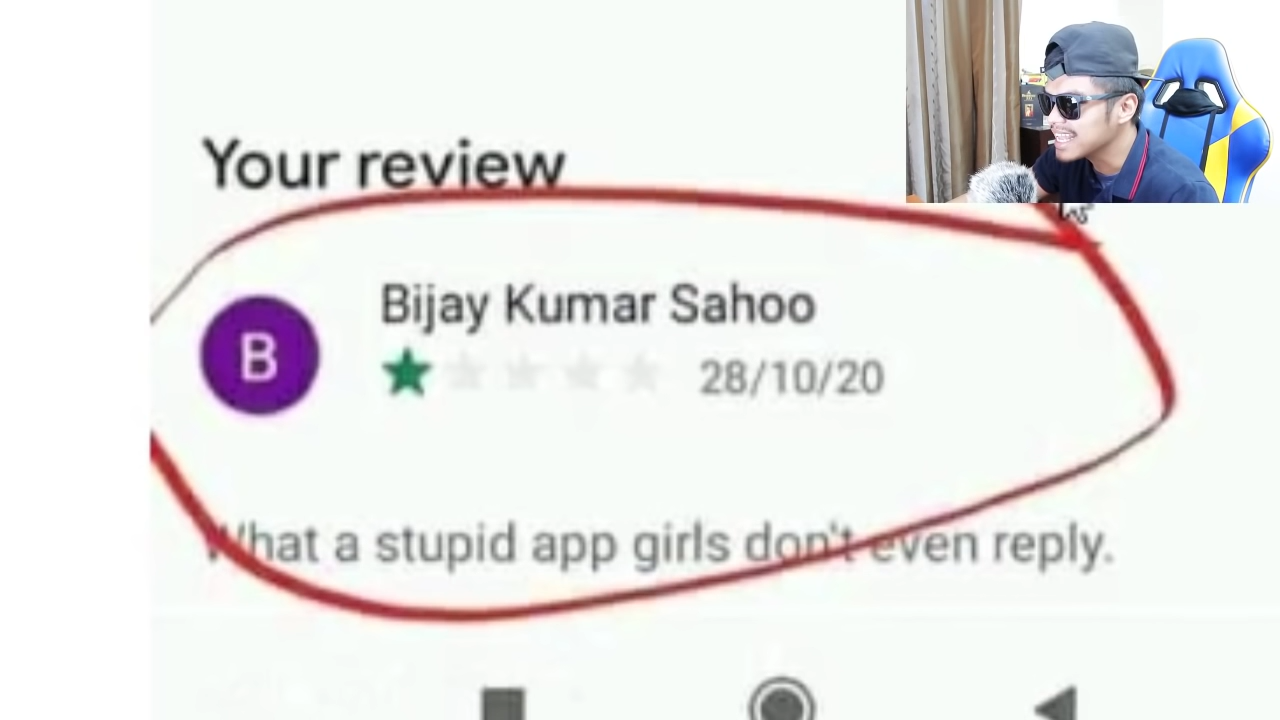 Your review
B
Bijay Kumar Sahoo
28/10/20
What a stupid app girls don't even reply.